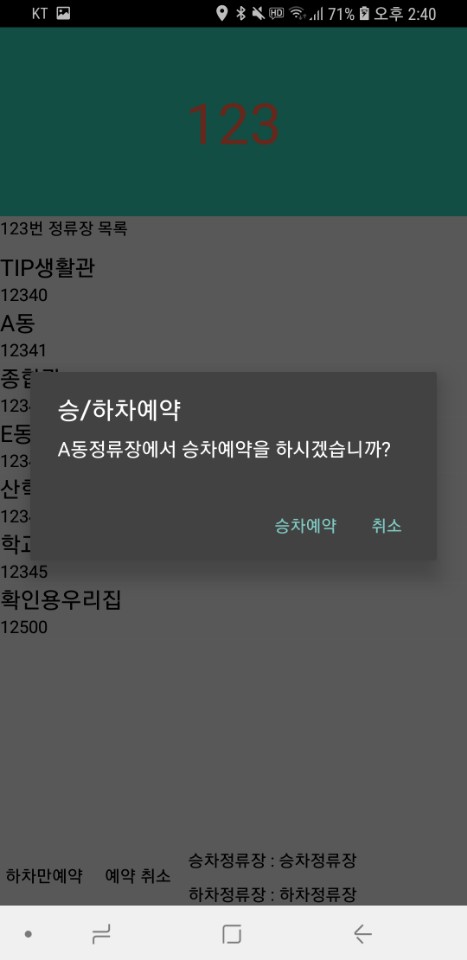 KT HD 71% 오후 2:40
123
123번 정류장 목록
TIP생활관
12340
A동
12341
E동
12345
확인용우리집
12500
승/하차예약
A동정류장에서 승차예약을 하시겠습니까?
승차예약 취소
하차만예약 예약 취소
승차정류장 : 승차정류장
하차정류장 : 하차정류장